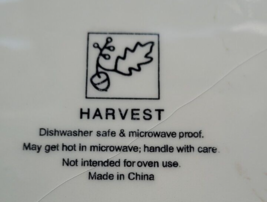 HARVEST
Dishwasher safe & microwave proof.
May get hot in microwave; handle with care.
Not intended for oven use.
Made in China